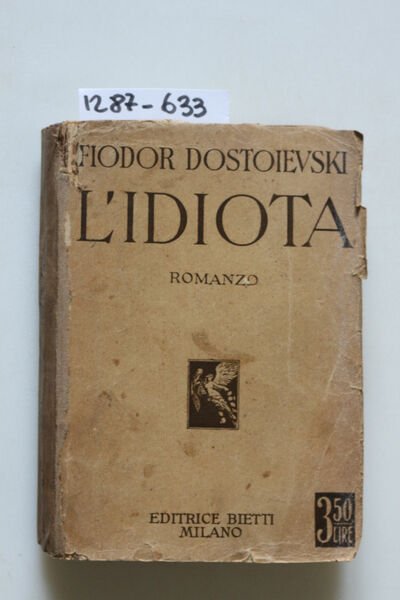 1287-633
FIODOR DOSTOIEVSKI
L'IDIOTA
ROMANZO
EDITRICE BIETTI
MILANO
3.50
LIRE